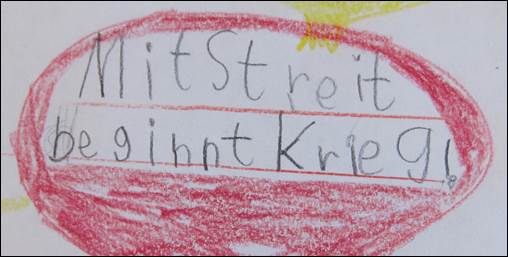 Mit Streit
beginnt Krieg!